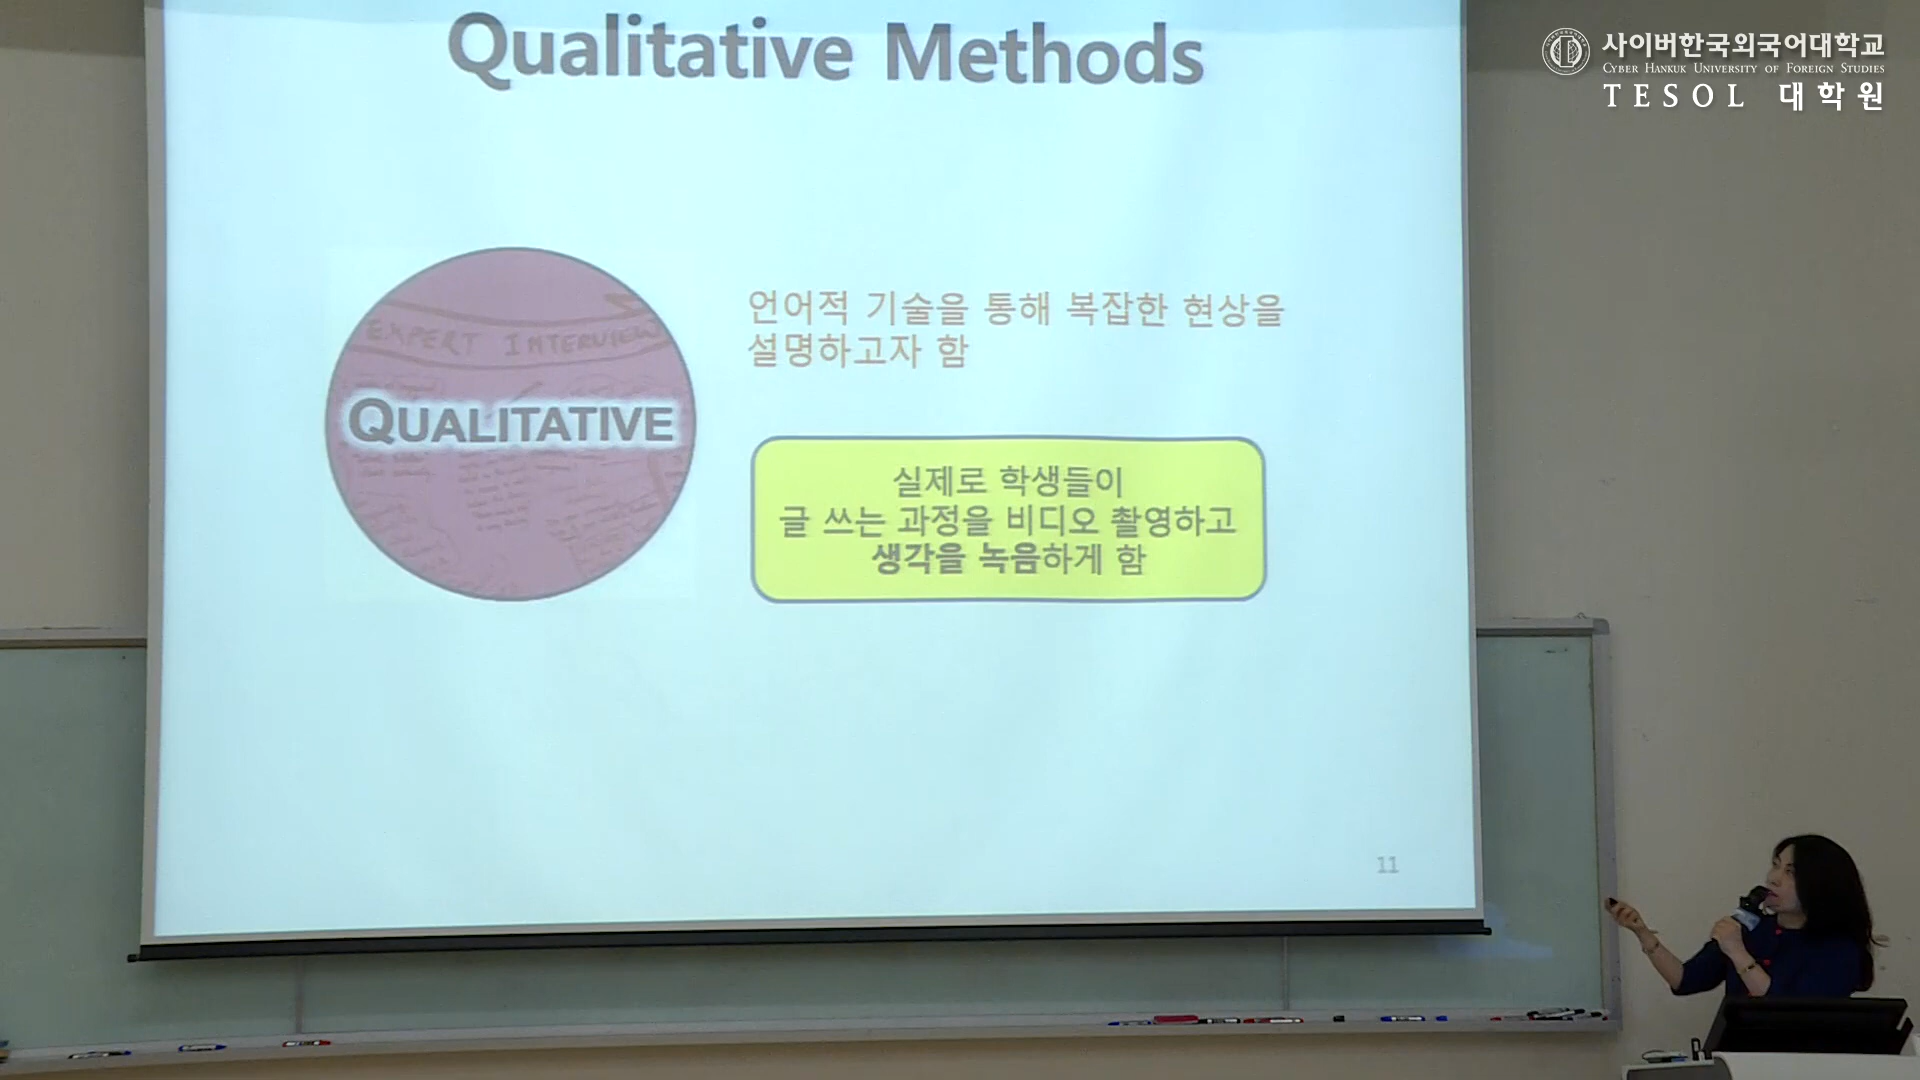 Qualitative Methods
사이버한국외국어대학교
CYBER HANKUK UNIVERSITY OF FOREIGN STUDIES
TESOL 대학원
EXPERT INTERVIEW
QUALITATIVE
언어적 기술을 통해 복잡한 현상을
설명하고자 함
실제로 학생들이
글 쓰는 과정을 비디오 촬영하고
생각을 녹음하게 함
11